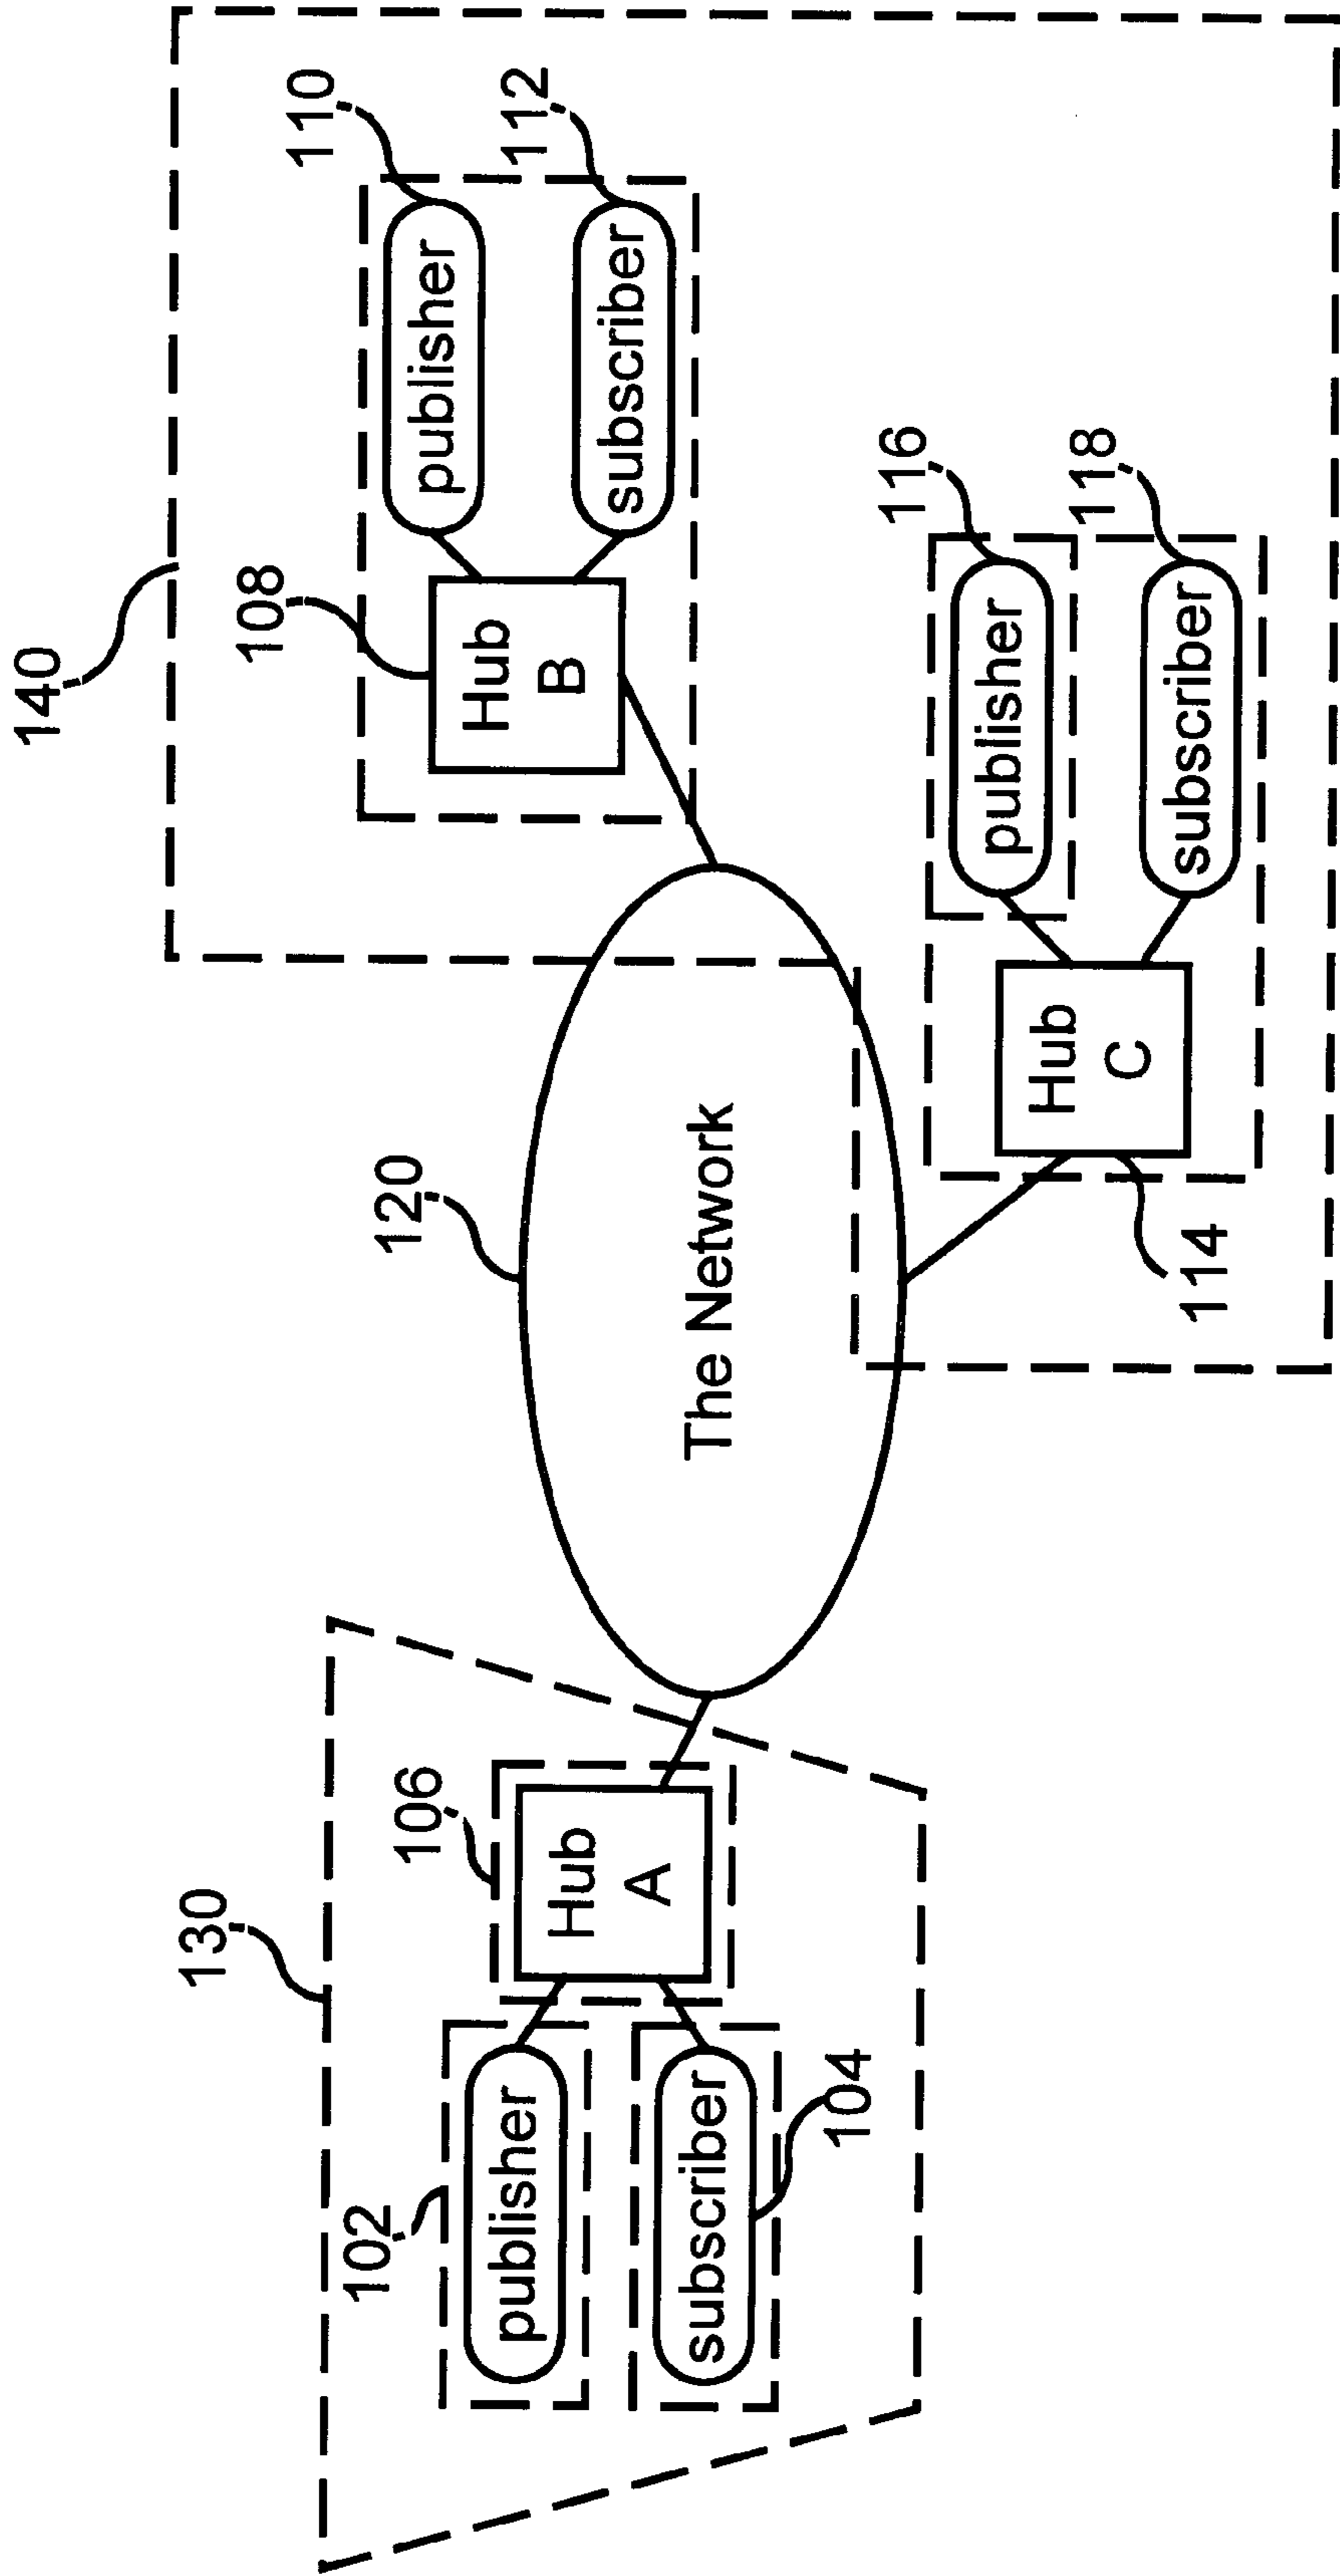 140
110
108
publisher
112
Hub
B
subscriber
130
120
116
106
publisher
102
Hub
A
The Network
Hub
C
118
publisher
subscriber
subscriber
104
114